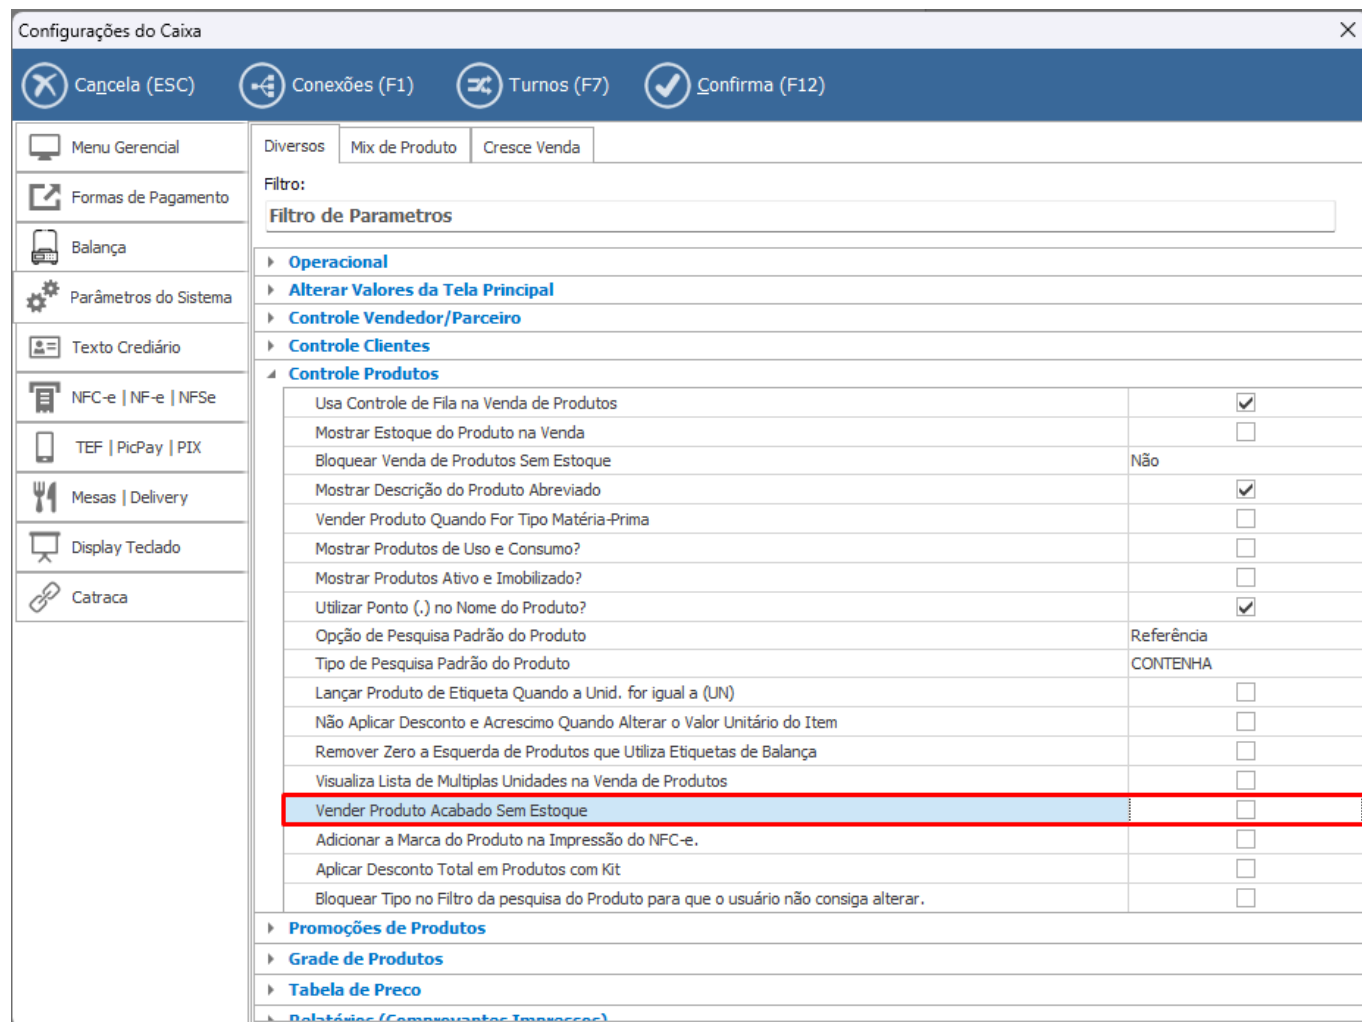 Configurações do Caixa
Cancela (ESC)
Conexões (F1)
Turnos (F7)
Confirma (F12)
Menu Gerencial
Formas de Pagamento
Balança
Parâmetros do Sistema
Texto Crediário
NFC-e | NF-e | NFSe
TEF | PicPay | PIX
Mesas | Delivery
Display Teclado
Catraca
Diversos
Mix de Produto
Cresce Venda
Filtro:
Filtro de Parametros
Operacional
Alterar Valores da Tela Principal
Controle Vendedor/Parceiro
Controle Clientes
Controle Produtos
Usa Controle de Fila na Venda de Produtos
Mostrar Estoque do Produto na Venda
Bloquear Venda de Produtos Sem Estoque Não
Mostrar Descrição do Produto Abreviado
Vender Produto Quando For Tipo Matéria-Prima
Mostrar Produtos de Uso e Consumo?
Mostrar Produtos Ativo e Imobilizado?
Utilizar Ponto (.) no Nome do Produto?
Opção de Pesquisa Padrão do Produto Referência
Tipo de Pesquisa Padrão do Produto CONTENHA
Lançar Produto de Etiqueta Quando a Unid. for igual a (UN)
Não Aplicar Desconto e Acrescimo Quando Alterar o Valor Unitário do Item
Remover Zero a Esquerda de Produtos que Utiliza Etiquetas de Balança
Visualiza Lista de Multiplas Unidades na Venda de Produtos
Vender Produto Acabado Sem Estoque
Adicionar a Marca do Produto na Impressão do NFC-e.
Aplicar Desconto Total em Produtos com Kit
Bloquear Tipo no Filtro da pesquisa do Produto para que o usuário não consiga alterar.
Promoções de Produtos
Grade de Produtos
Tabela de Preco
Relatórios (Comprovantes Impressos)